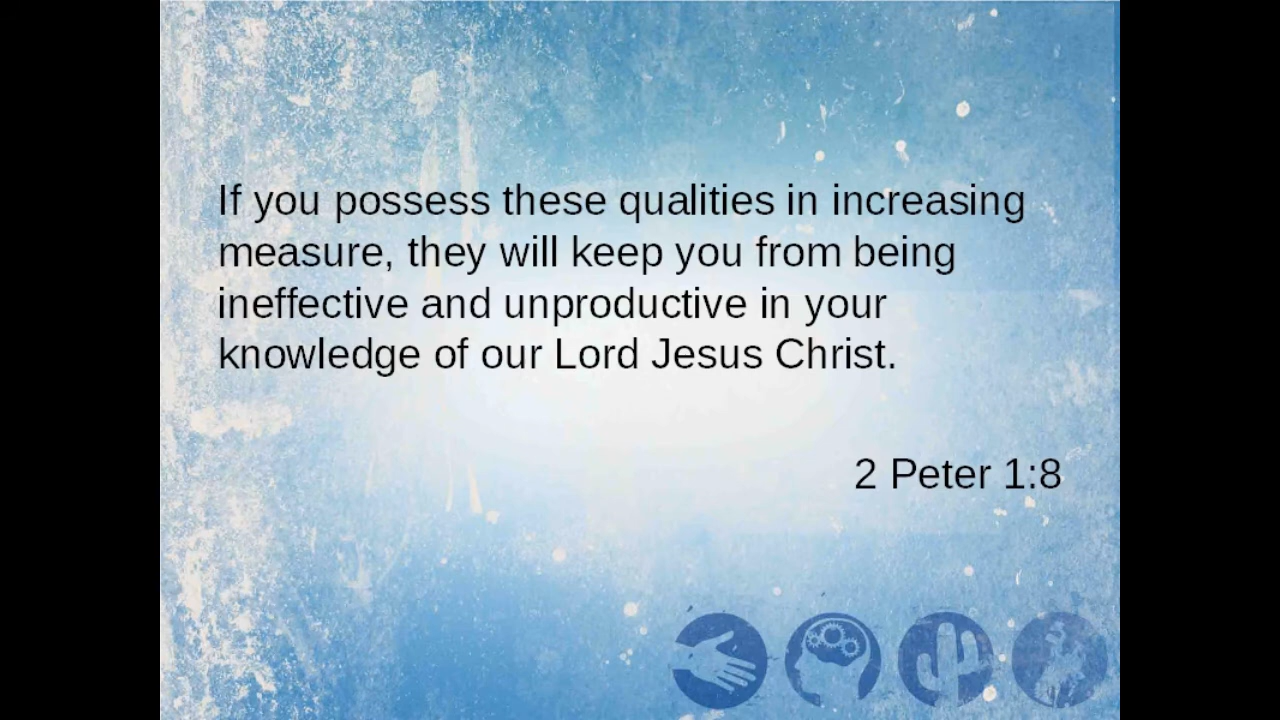 If you possess these qualities in increasing
measure, they will keep you from being
ineffective and unproductive in your
knowledge of our Lord Jesus Christ.
2 Peter 1:8